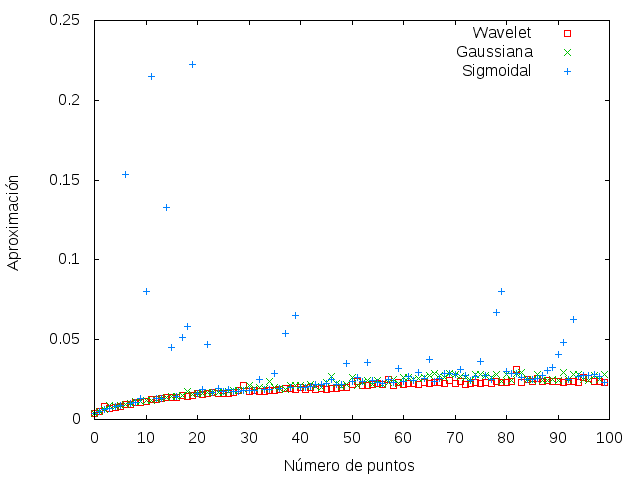 0.25
0.2
0.15
0.1
0.05
0
0 10 20 30 40 50 60 70 80 90 100
Aproximación
Número de puntos
Wavelet
Gaussiana
Sigmoidal